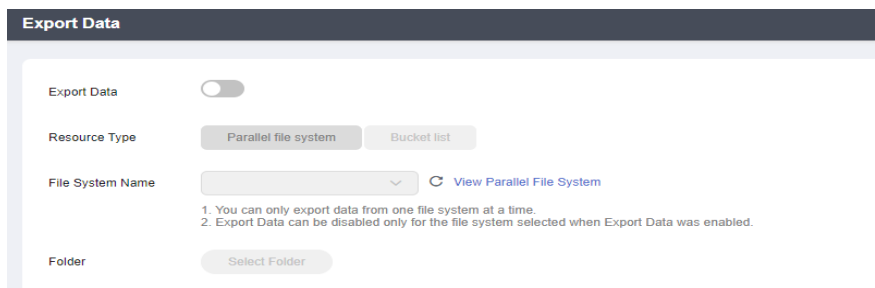 Export Data
Export Data
Resource Type Parallel file system Bucket list
File System Name View Parallel File System
1. You can only export data from one file system at a time.
2. Export Data can be disabled only for the file system selected when Export Data was enabled.
Folder Select Folder